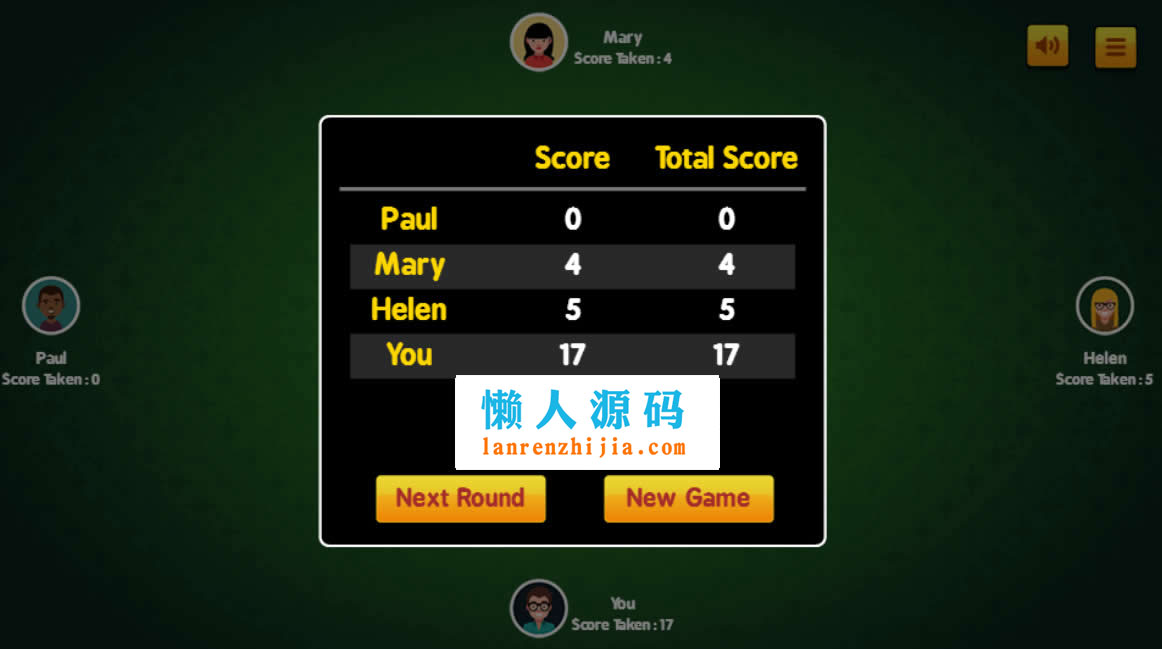 Mary
Score Taken : 4
Score Total Score
Paul 0 0
Mary 4 4
Helen 5 5
You 17 17
Paul
Score Taken : 0
Helen
Score Taken : 5
懒人源码
lanrenzhijia.com
Next Round New Game
You
Score Taken : 17